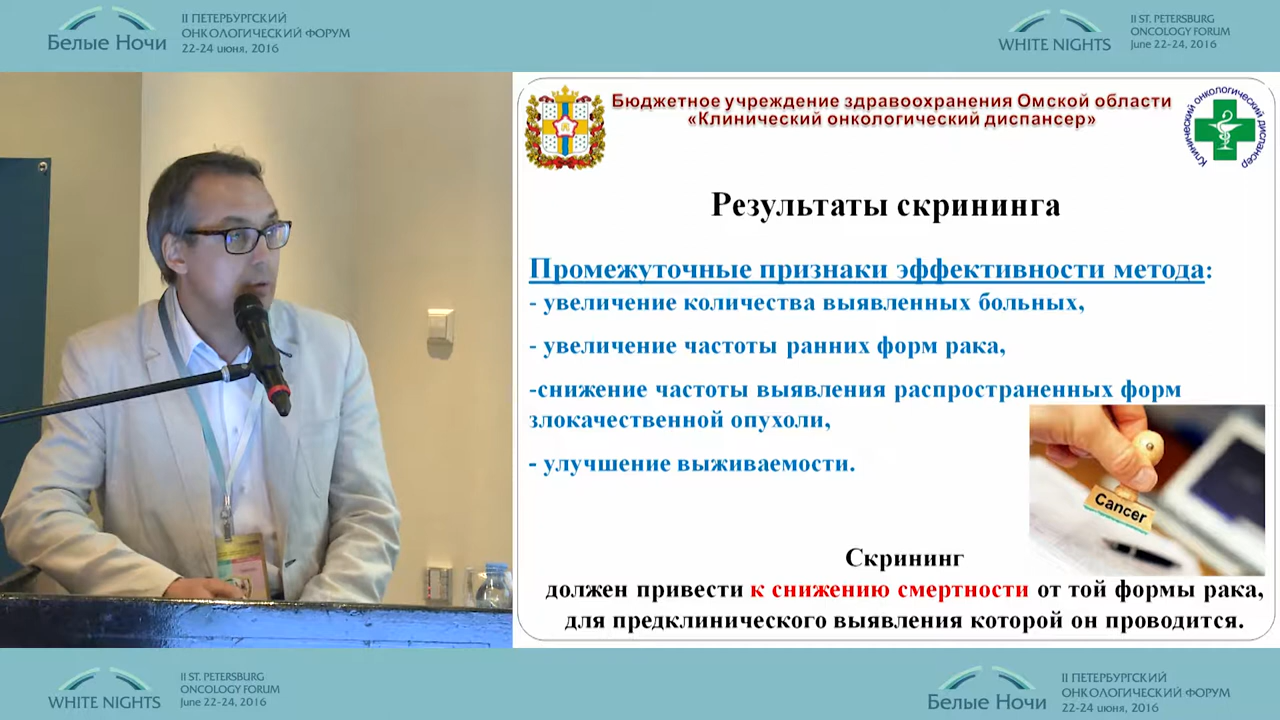 Белые Ночи
II ПЕТЕРБУРГСКИЙ
ОНКОЛОГИЧЕСКИЙ ФОРУМ
22-24 июня, 2016
WHITE NIGHTS
II ST. PETERSBURG
ONCOLOGY FORUM
June 22-24, 2016
Бюджетное учреждение здравоохранения Омской области
«Клинический онкологический диспансер»
Клинический онкологический диспансер
Результаты скрининга
Промежуточные признаки эффективности метода:
- увеличение количества выявленных больных,
- увеличение частоты ранних форм рака,
-снижение частоты выявления распространенных форм
злокачественной опухоли,
- улучшение выживаемости.
Cancer
Скрининг
должен привести к снижению смертности от той формы рака,
для предклинического выявления которой он проводится.
WHITE NIGHTS
II ST. PETERSBURG
ONCOLOGY FORUM
June 22-24, 2016
Белые Ночи
II ПЕТЕРБУРГСКИЙ
ОНКОЛОГИЧЕСКИЙ ФОРУМ
22-24 июня, 2016